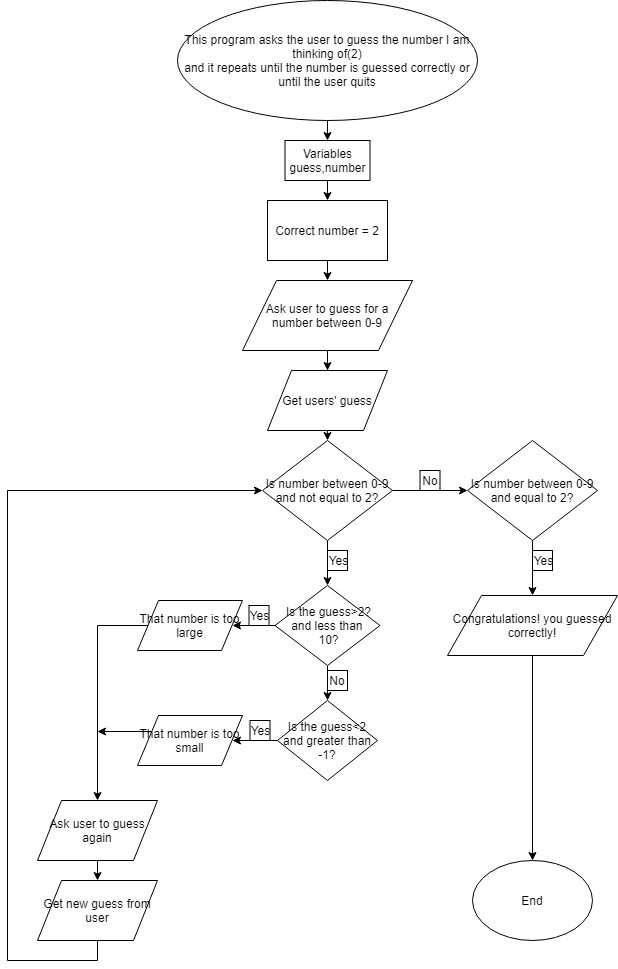 This program asks the user to guess the number I am
thinking of(2)
and it repeats until the number is guessed correctly or
until the user quits
Variables
guess,number
Correct number = 2
Ask user to guess for a
number between 0-9
Get users' guess
Is number between 0-9
and not equal to 2?
No
Is number between 0-9
and equal to 2?
Yes
Yes
Is the guess>2?
and less than
10?
Yes
That number is too
large
Congratulations! you guessed
correctly!
No
Is the guess<2
and greater than
-1?
Yes
That number is too
small
Ask user to guess
again
Get new guess from
user
End